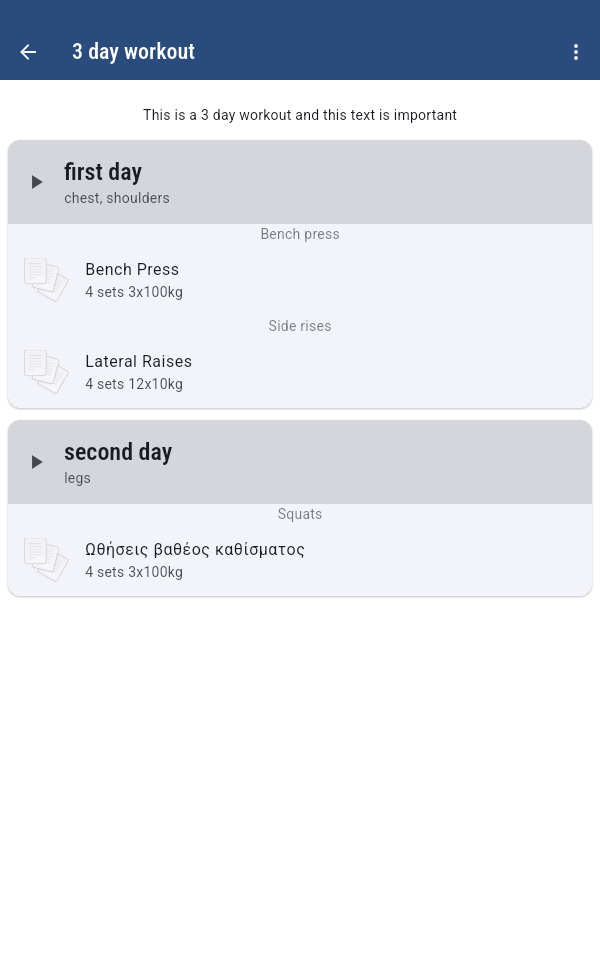 3 day workout
This is a 3 day workout and this text is important
first day
chest, shoulders
Bench press
Bench Press
4 sets 3x100kg
Side rises
Lateral Raises
4 sets 12x10kg
second day
legs
Squats
Ωθήσεις βαθέος καθίσματος
4 sets 3x100kg